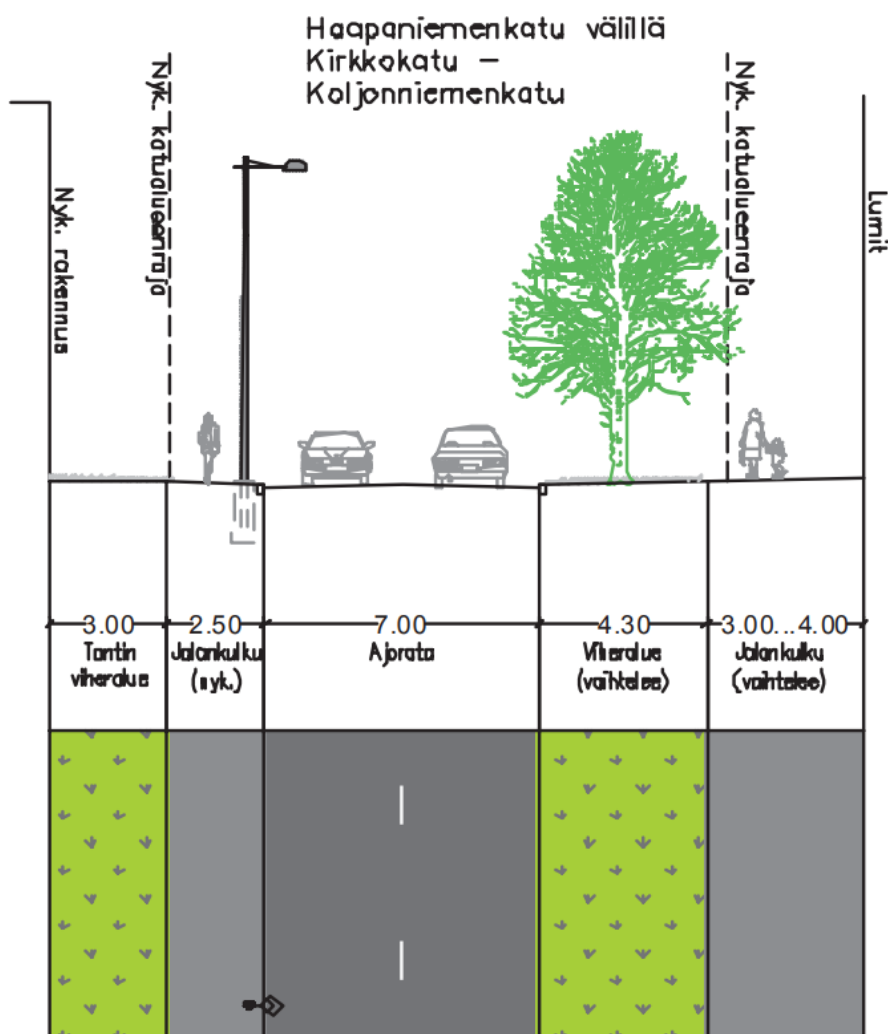 Haapaniemenkatu välillä
Kirkkokatu –
Koljonniemenkatu
Nyk. rakennus
Nyk. katualueenraja
Nyk. katualueenraja
Lumit
3.00
Tontin
viheralue
2.50
Jalankulku
(nyk.)
7.00
Ajorata
4.30
Viheralue
(vaihtelee)
3.00...4.00
Jalankulku
(vaihtelee)